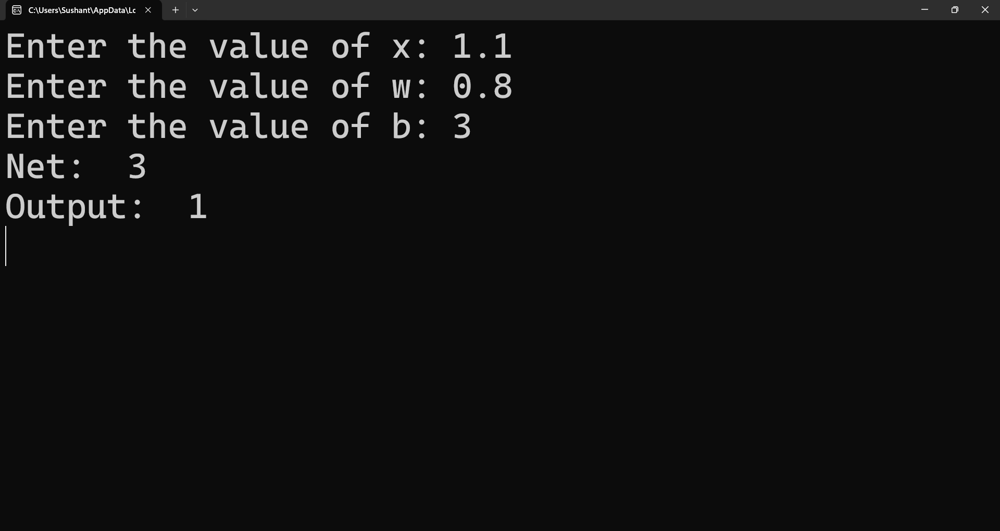 C:\Users\Sushant\AppData\Lc
Enter the value of x: 1.1
Enter the value of w: 0.8
Enter the value of b: 3
Net:  3
Output:  1